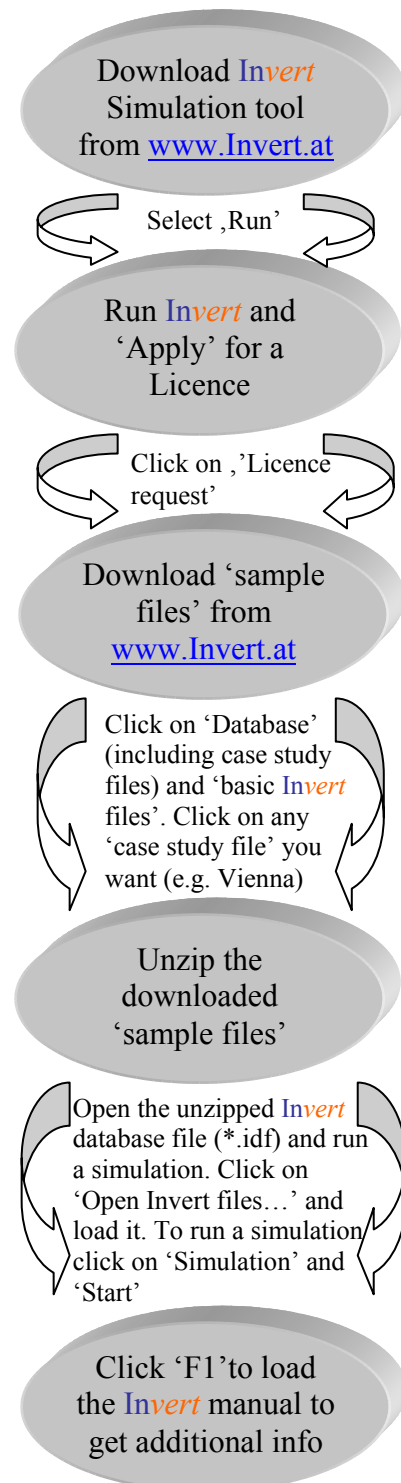 Download Invert
Simulation tool
from www.Invert.at
Select ,Run’
Run Invert and
‘Apply’ for a
Licence
Click on ,’Licence
request’
Download ‘sample
files’ from
www.Invert.at
Click on ‘Database’
(including case study
files) and ‘basic Invert
files’. Click on any
‘case study file’ you
want (e.g. Vienna)
Unzip the
downloaded
‘sample files’
Open the unzipped Invert
database file (*.idf) and run
a simulation. Click on
‘Open Invert files…’ and
load it. To run a simulation
click on ‘Simulation’ and
‘Start’
Click ‘F1’to load
the Invert manual to
get additional info